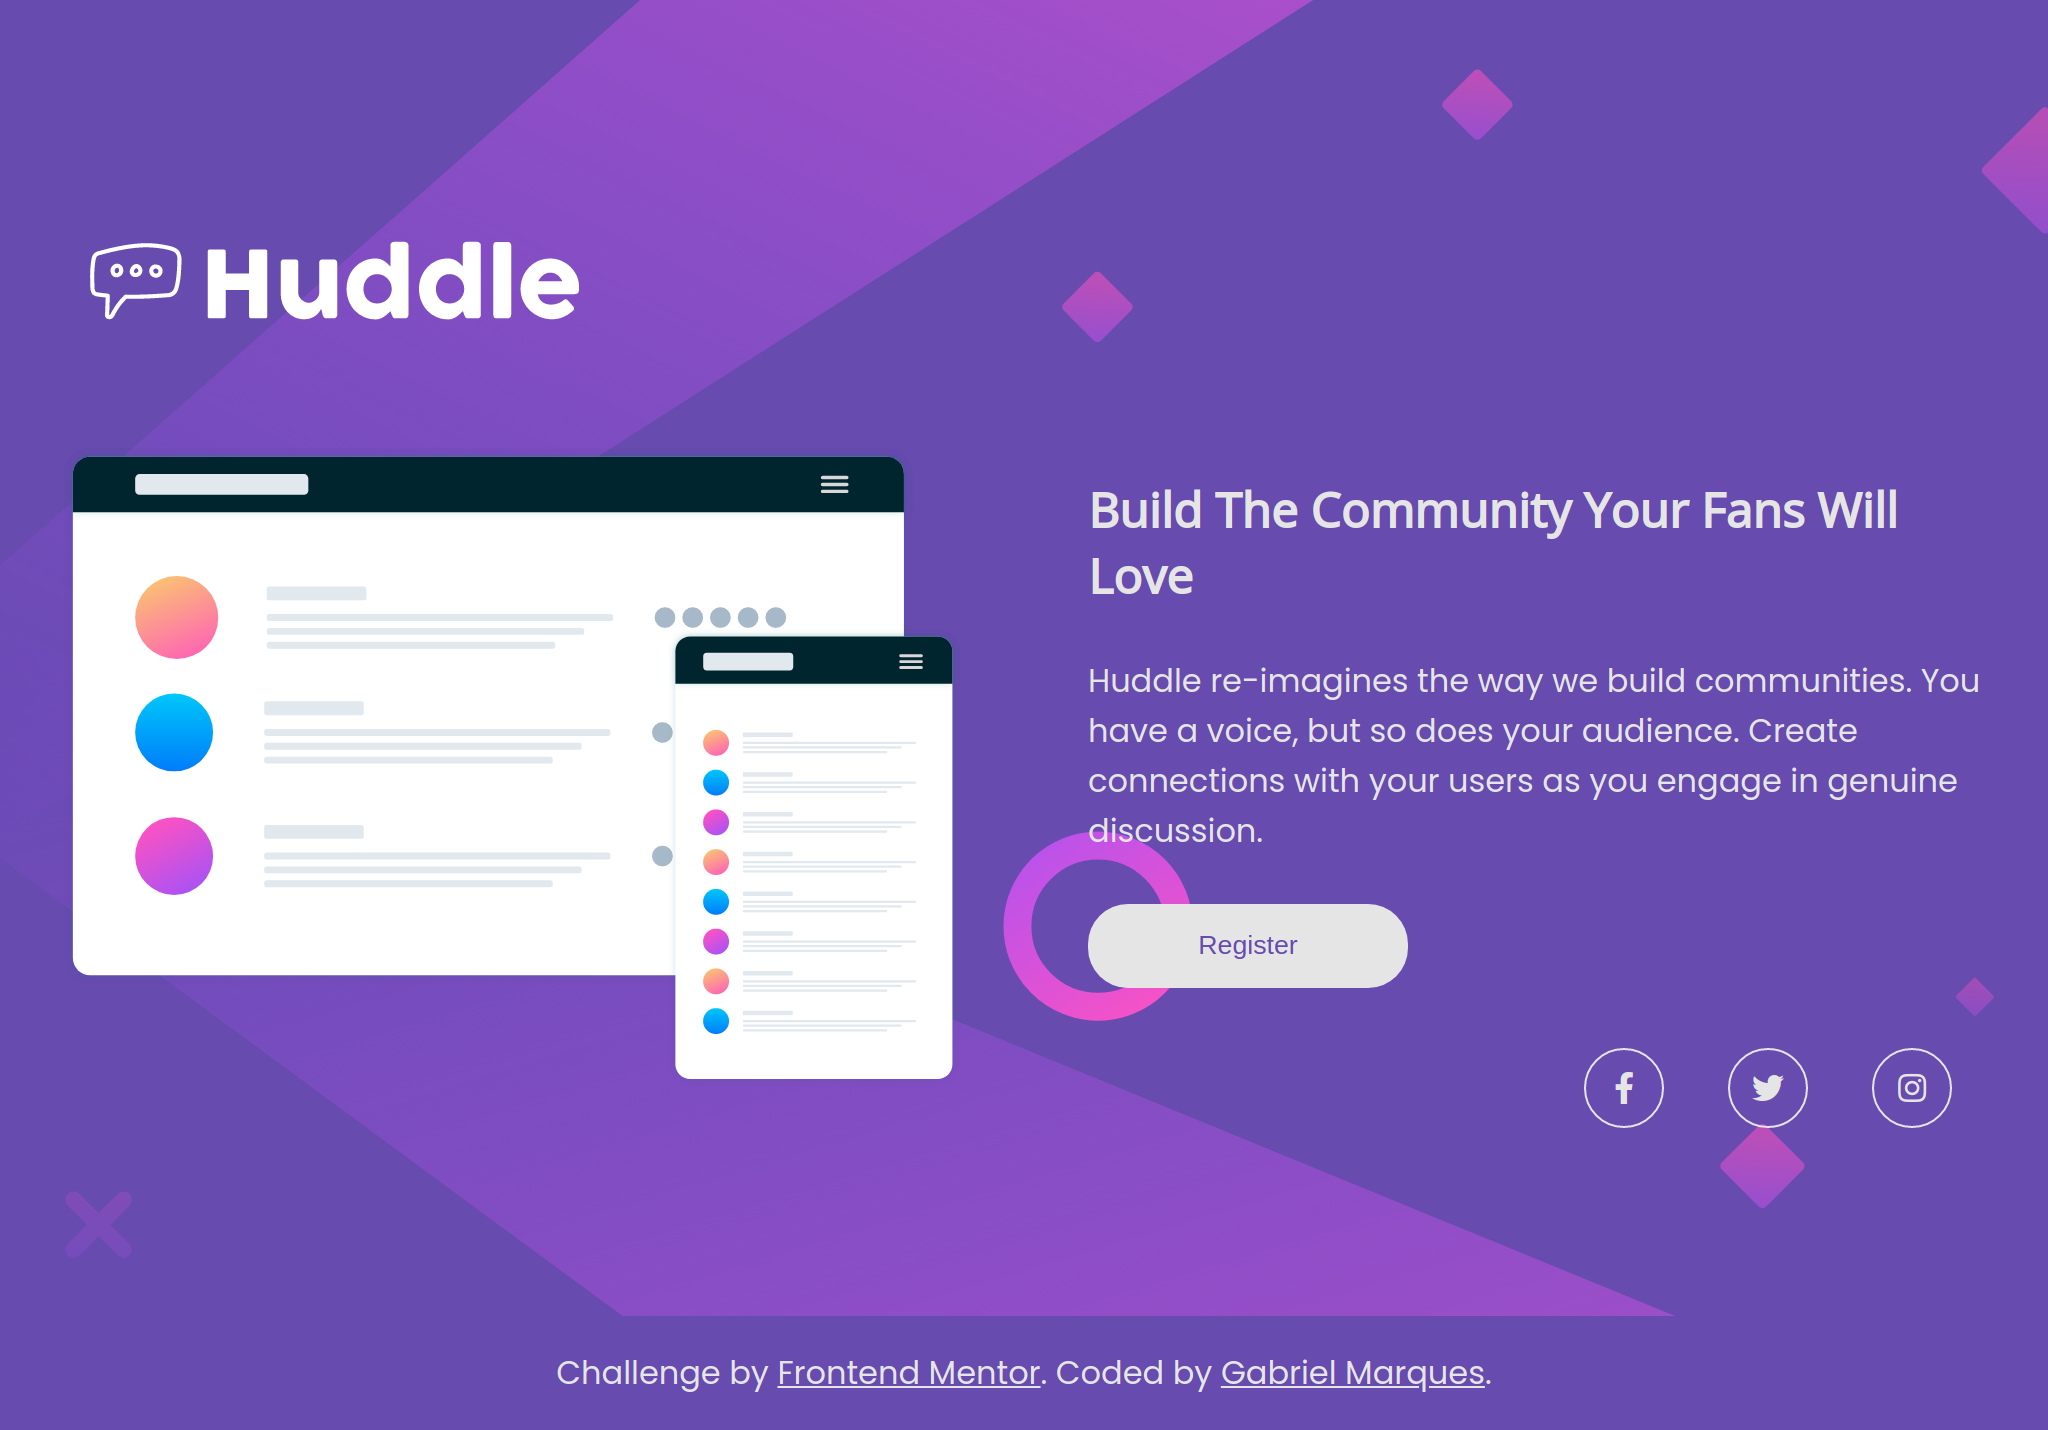 Huddle
Build The Community Your Fans Will
Love
Huddle re-imagines the way we build communities. You
have a voice, but so does your audience. Create
connections with your users as you engage in genuine
discussion.
Register
Challenge by Frontend Mentor. Coded by Gabriel Marques.